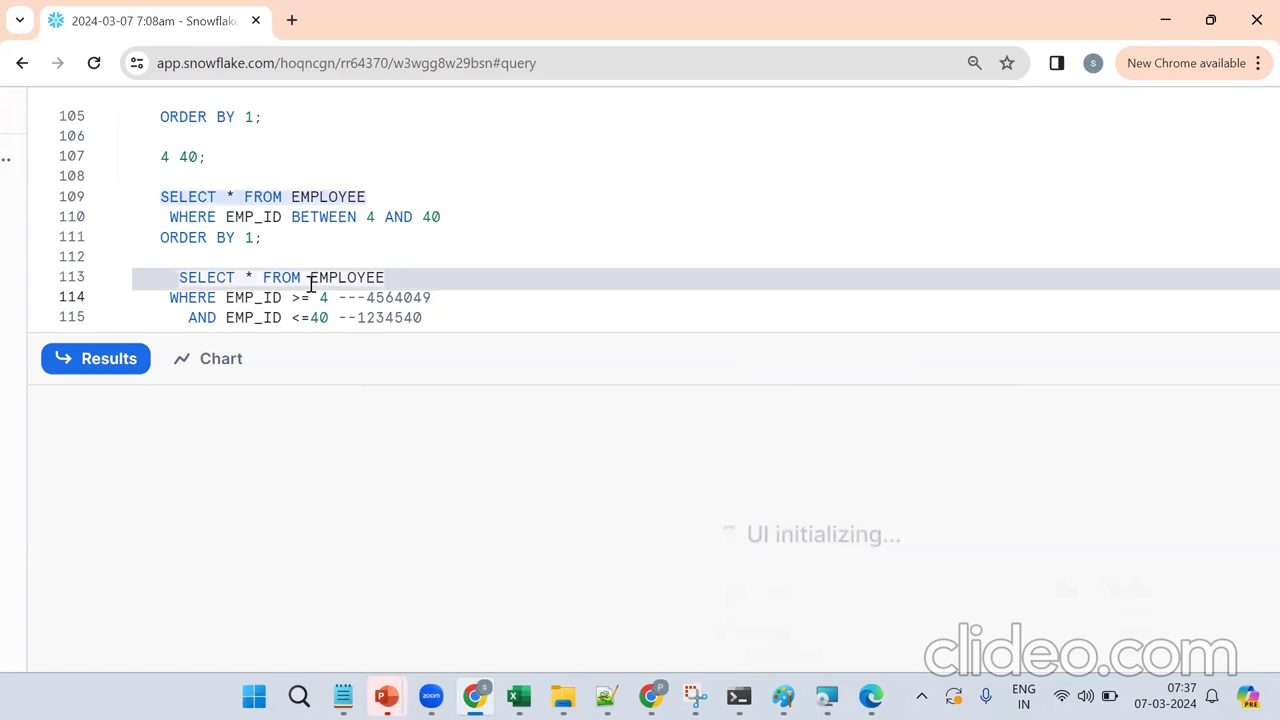 2024-03-07 7:08am - Snowflake
app.snowflake.com/hoqncgn/rr64370/w3wgg8w29bsn#query
s
New Chrome available
105 ORDER BY 1;
106
107 4 40;
108
109 SELECT * FROM EMPLOYEE
110 WHERE EMP_ID BETWEEN 4 AND 40
111 ORDER BY 1;
112
113 SELECT * FROM EMPLOYEE
114 WHERE EMP_ID >= 4 ---4564049
115 AND EMP_ID <=40 --1234540
Results
Chart
UI initializing...
clideo.com
zoom
ENG
IN
07:37
07-03-2024
PRE